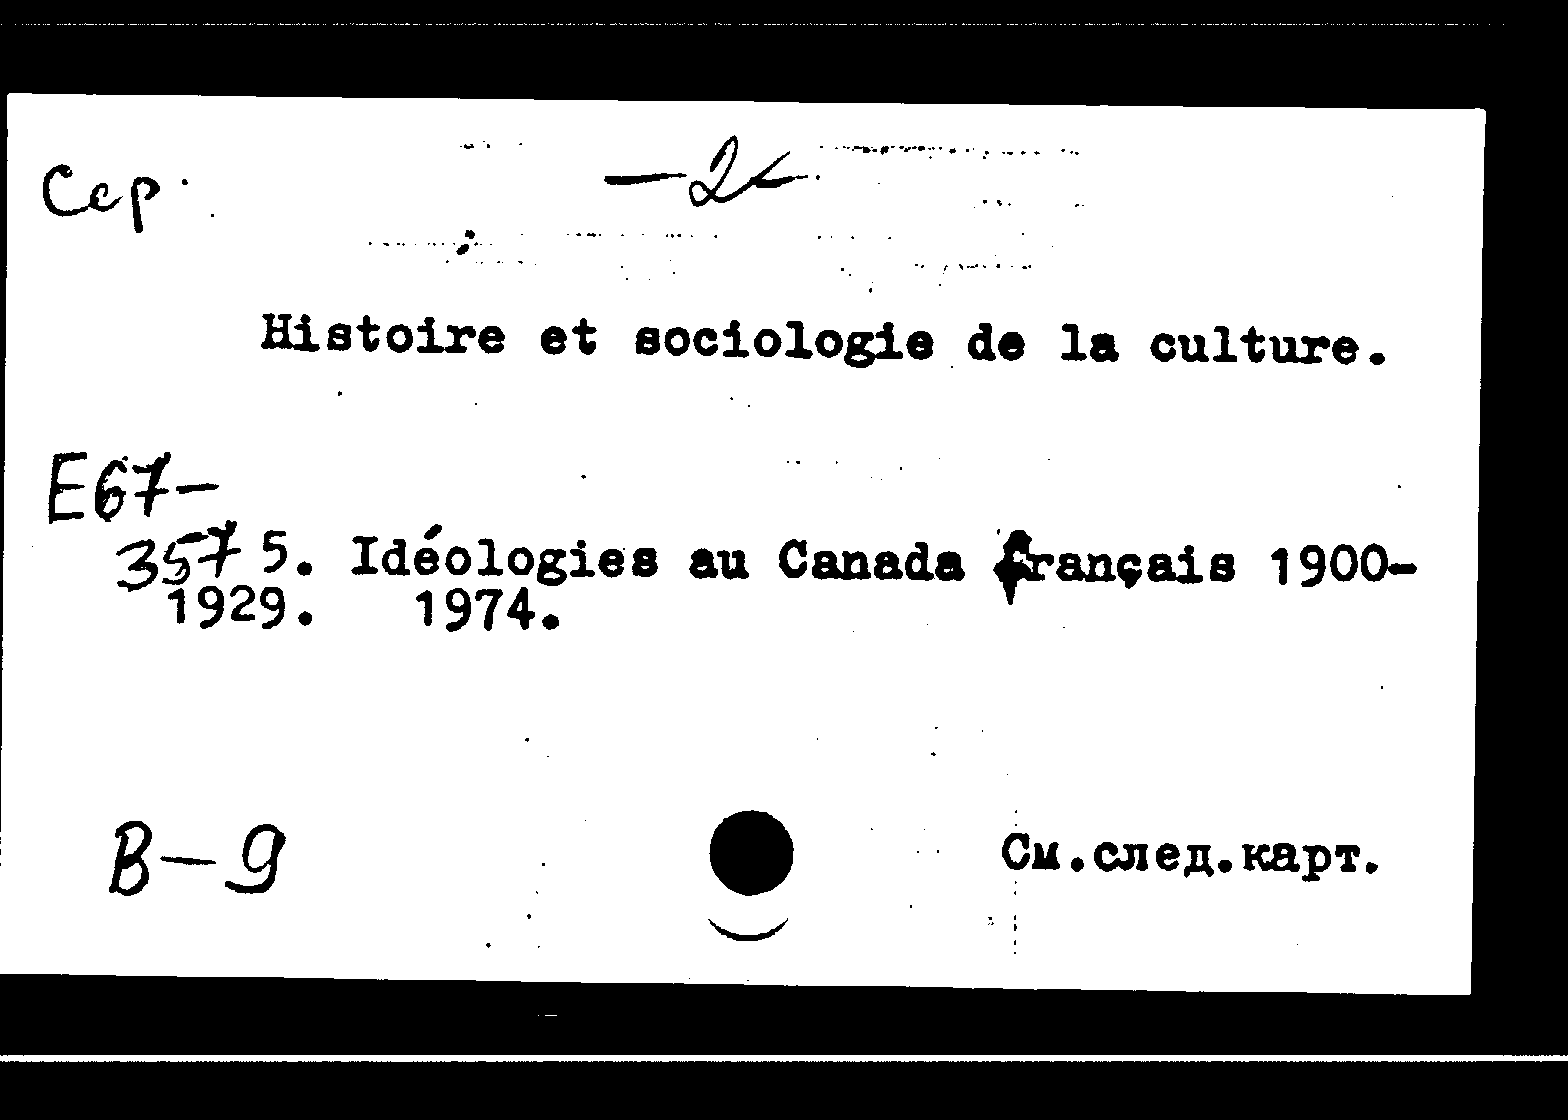 Сер.
—2—
Histoire et sociologie de la culture.
E67-
357 5. Idéologies au Canada français 1900-
1929. 1974.
B-9
См.след.карт.